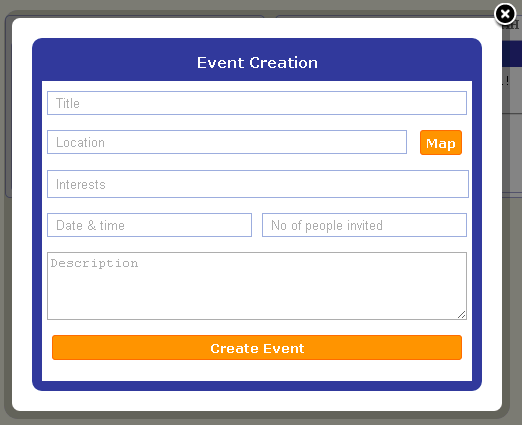 Event Creation
Title
Location
Map
Interests
Date & time
No of people invited
Description
Create Event